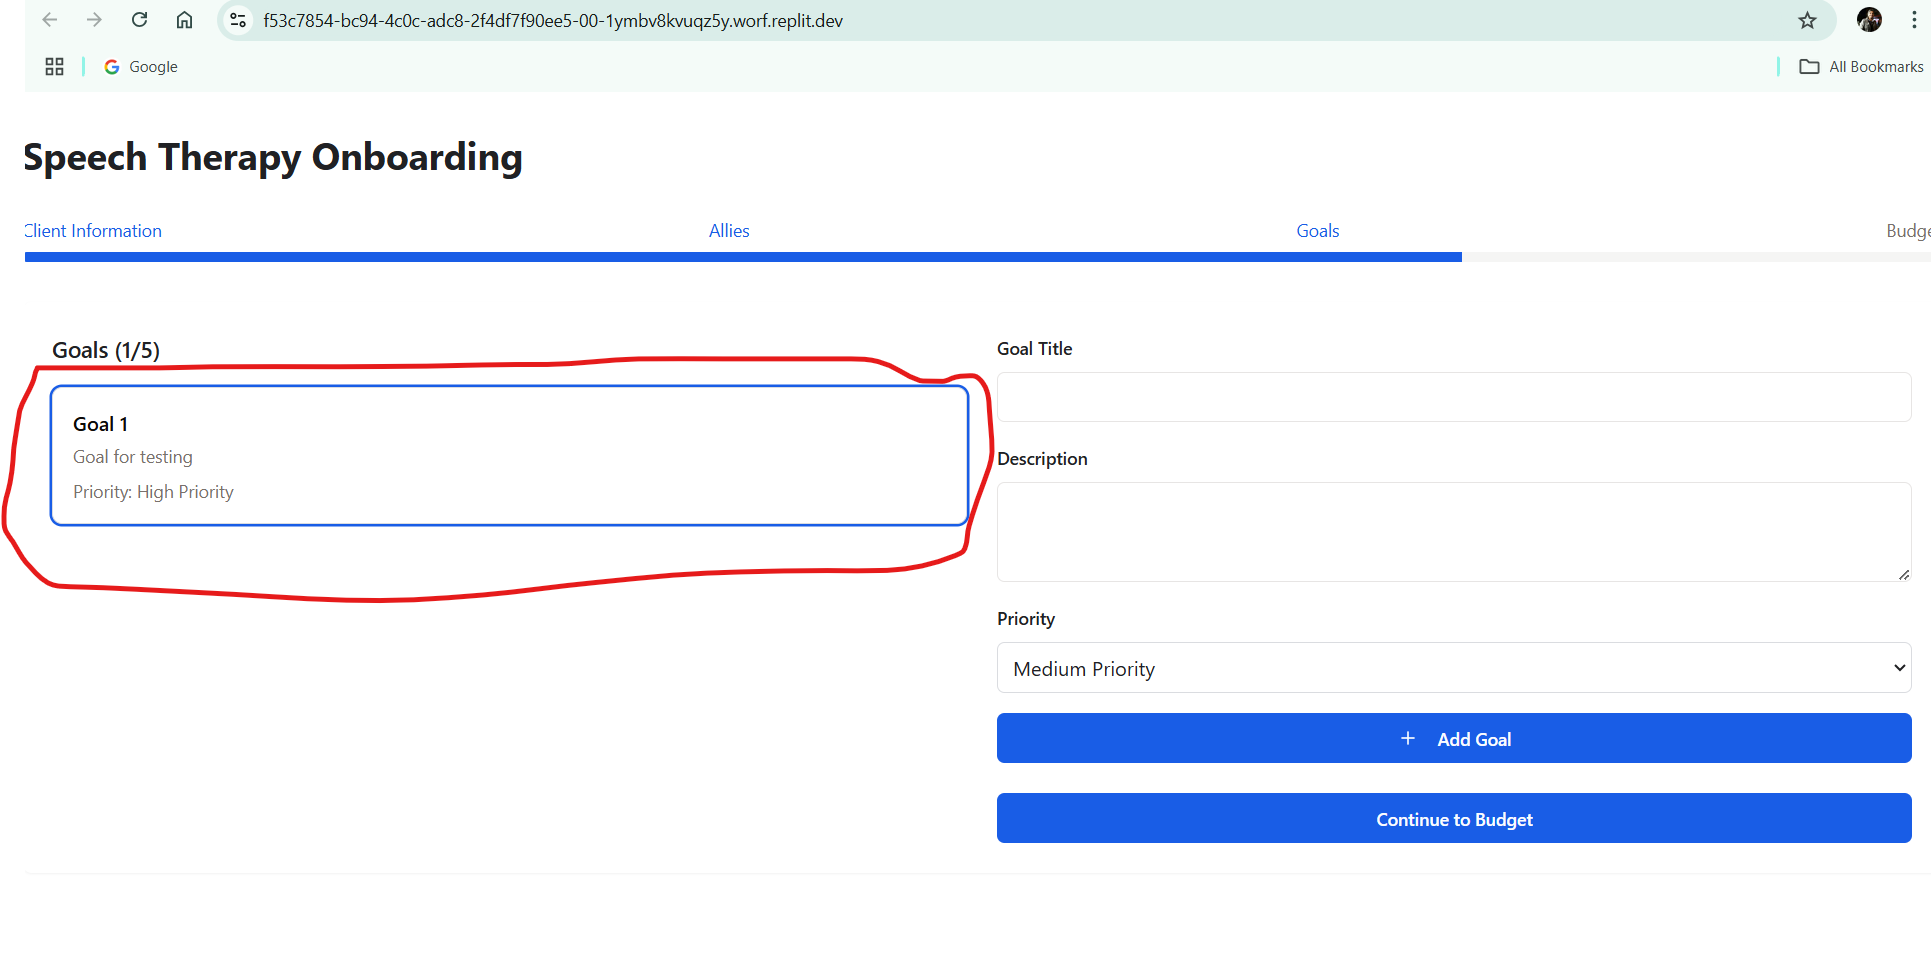 f53c7854-bc94-4c0c-adc8-2f4df7f90ee5-00-1ymbv8kvuqz5y.worf.replit.dev
Google
All Bookmarks
Speech Therapy Onboarding
Client Information
Allies
Goals
Budge
Goals (1/5)
Goal 1
Goal for testing
Priority: High Priority
Goal Title
Description
Priority
Medium Priority
+ Add Goal
Continue to Budget